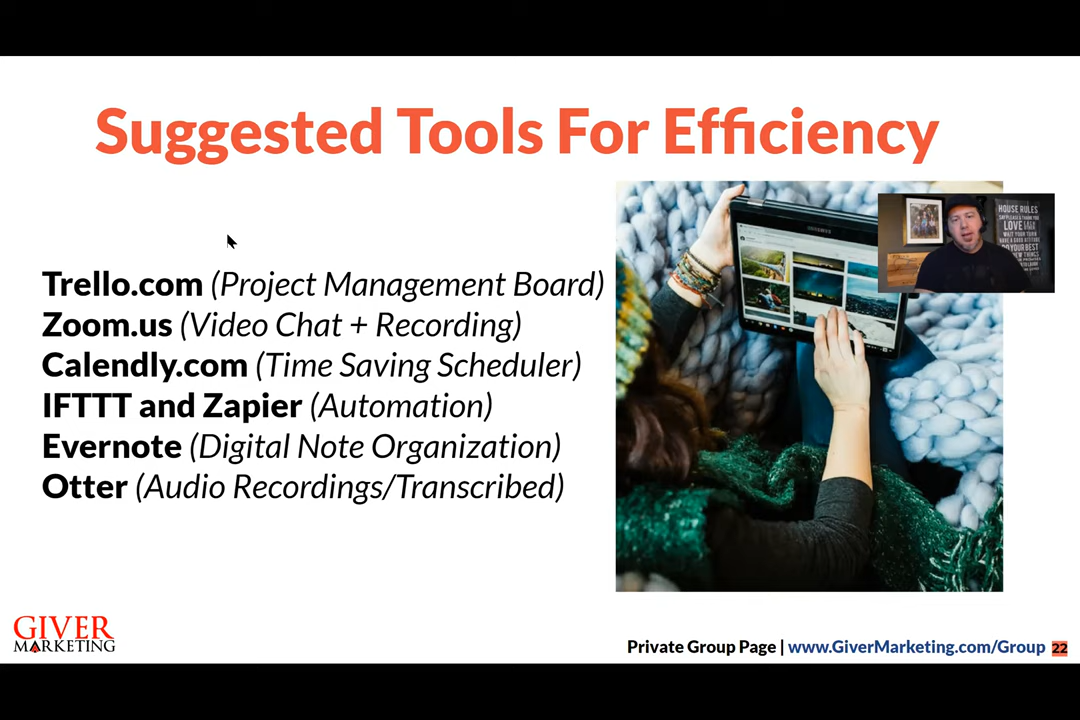 Suggested Tools For Efficiency
HOUSE RULES
LOVE
Trello.com (Project Management Board)
Zoom.us (Video Chat + Recording)
Calendly.com (Time Saving Scheduler)
IFTTT and Zapier (Automation)
Evernote (Digital Note Organization)
Otter (Audio Recordings/Transcribed)
SAMSUNG
GIVER
MARKETING
Private Group Page | www.GiverMarketing.com/Group 22